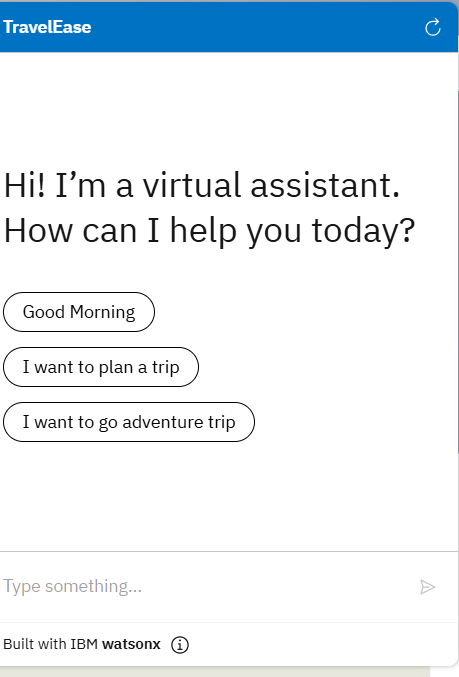 TravelEase
Hi! I’m a virtual assistant.
How can I help you today?
Good Morning
I want to plan a trip
I want to go adventure trip
Type something...
Built with IBM watsonx